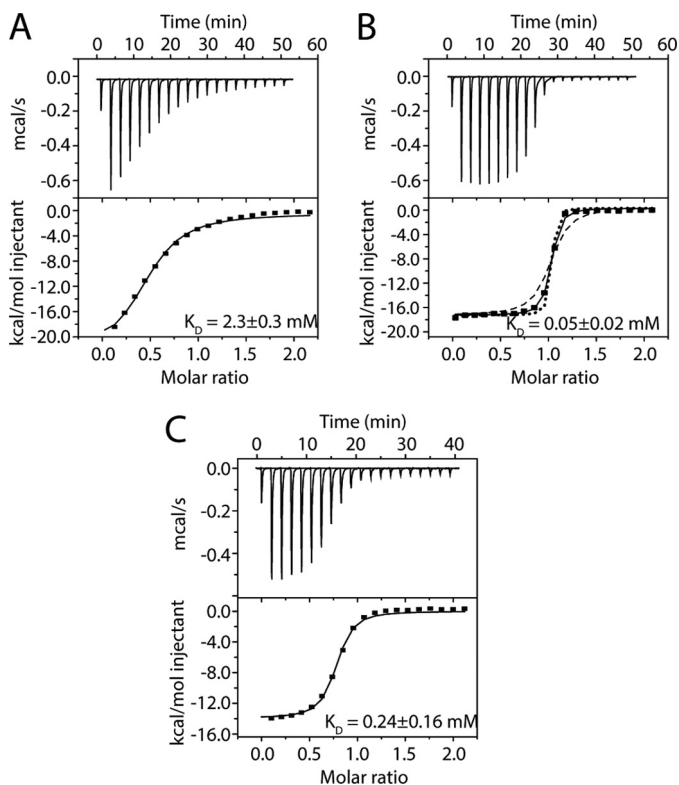 A
Time (min)
0 10 20 30 40 50 60
0.0
-0.2
-0.4
-0.6
mcal/s
0.0
-4.0
-8.0
-12.0
-16.0
-20.0
kcal/mol injectant
KD = 2.3±0.3 mM
0.0 0.5 1.0 1.5 2.0
Molar ratio
B
Time (min)
0 10 20 30 40 50 60
0.0
-0.2
-0.4
-0.6
mcal/s
0.0
-4.0
-8.0
-12.0
-16.0
-20.0
kcal/mol injectant
KD = 0.05±0.02 mM
0.0 0.5 1.0 1.5 2.0
Molar ratio
C
Time (min)
0 10 20 30 40
0.0
-0.2
-0.4
mcal/s
0.0
-4.0
-8.0
-12.0
-16.0
kcal/mol injectant
KD = 0.24±0.16 mM
0.0 0.5 1.0 1.5 2.0
Molar ratio